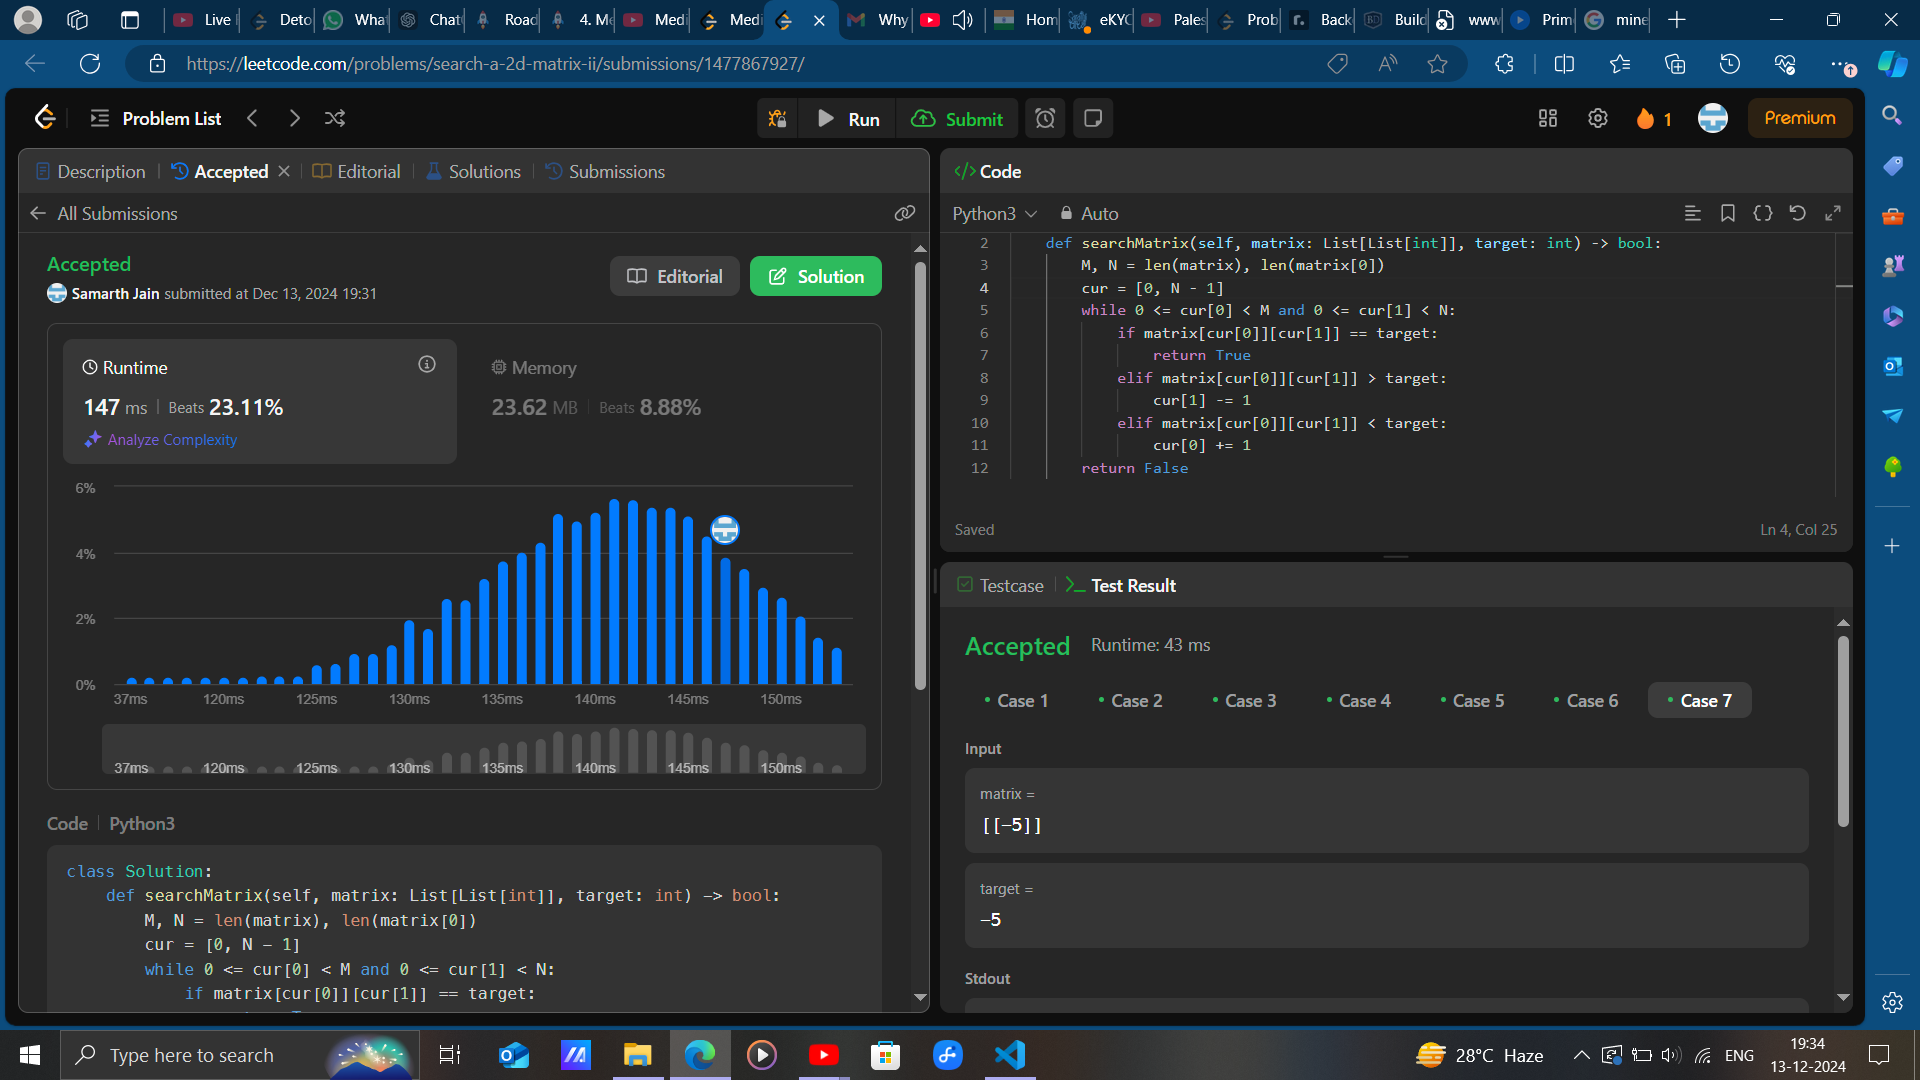 Live
Deto
What
Chat
Road
4. Me
Medi
Medi
Why
Hom
eKYC
Pales
Prob
Back
Build
www
Prim
mine
https://leetcode.com/problems/search-a-2d-matrix-ii/submissions/1477867927/
Problem List
Run
Submit
1
Premium
Description
Accepted
Editorial
Solutions
Submissions
All Submissions
Accepted
Samarth Jain submitted at Dec 13, 2024 19:31
Editorial
Solution
Runtime
147 ms
Beats 23.11%
Analyze Complexity
Memory
23.62 MB
Beats 8.88%
6%
4%
2%
0%
37ms 120ms 125ms 130ms 135ms 140ms 145ms 150ms
37ms 120ms 125ms 130ms 135ms 140ms 145ms 150ms
Code
Python3
class Solution:
def searchMatrix(self, matrix: List[List[int]], target: int) -> bool:
M, N = len(matrix), len(matrix[0])
cur = [0, N - 1]
while 0 <= cur[0] < M and 0 <= cur[1] < N:
if matrix[cur[0]][cur[1]] == target:
Code
Python3
Auto
2 def searchMatrix(self, matrix: List[List[int]], target: int) -> bool:
3 M, N = len(matrix), len(matrix[0])
4 cur = [0, N - 1]
5 while 0 <= cur[0] < M and 0 <= cur[1] < N:
6 if matrix[cur[0]][cur[1]] == target:
7 return True
8 elif matrix[cur[0]][cur[1]] > target:
9 cur[1] -= 1
10 elif matrix[cur[0]][cur[1]] < target:
11 cur[0] += 1
12 return False
Saved
Ln 4, Col 25
Testcase
Test Result
Accepted
Runtime: 43 ms
Case 1
Case 2
Case 3
Case 4
Case 5
Case 6
Case 7
Input
matrix =
[[-5]]
target =
-5
Stdout
Type here to search
28°C Haze
ENG
19:34
13-12-2024